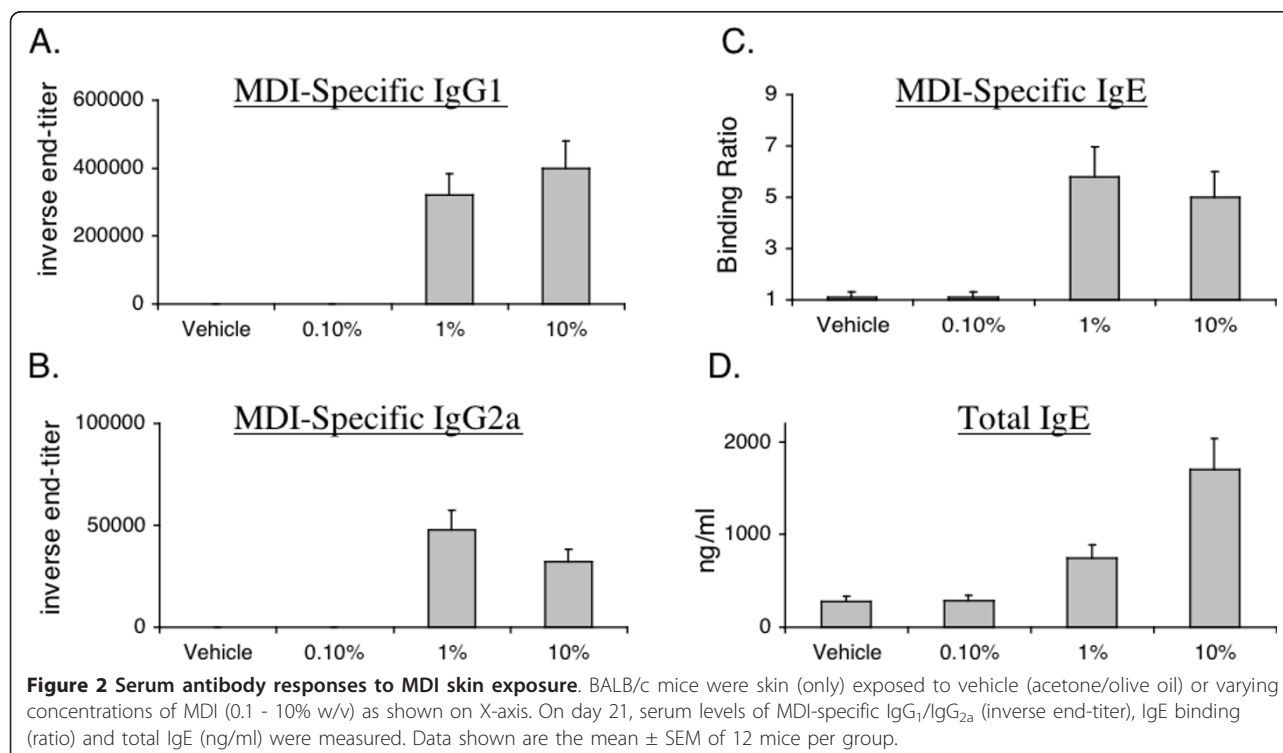 A.
MDI-Specific IgG1
inverse end-titer
600000
400000
200000
0
Vehicle 0.10% 1% 10%
B.
MDI-Specific IgG2a
inverse end-titer
100000
50000
0
Vehicle 0.10% 1% 10%
C.
MDI-Specific IgE
Binding Ratio
9
7
5
3
1
Vehicle 0.10% 1% 10%
D.
Total IgE
ng/ml
2000
1000
0
Vehicle 0.10% 1% 10%
Figure 2 Serum antibody responses to MDI skin exposure. BALB/c mice were skin (only) exposed to vehicle (acetone/olive oil) or varying
concentrations of MDI (0.1 - 10% w/v) as shown on X-axis. On day 21, serum levels of MDI-specific IgG₁/IgG₂ₐ (inverse end-titer), IgE binding
(ratio) and total IgE (ng/ml) were measured. Data shown are the mean ± SEM of 12 mice per group.